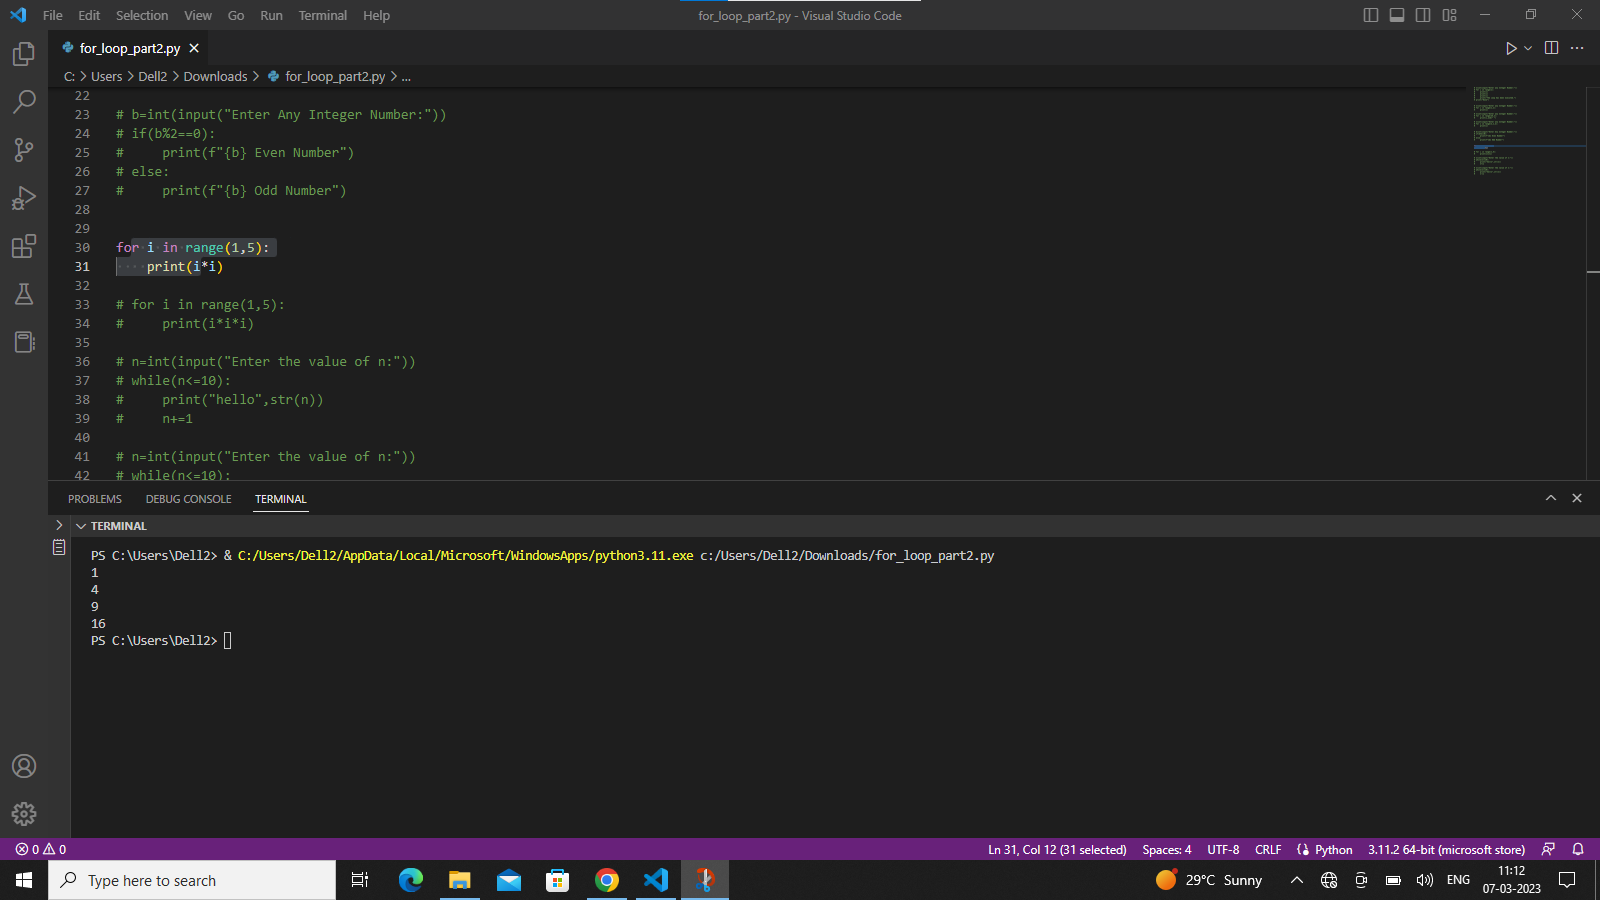 File Edit Selection View Go Run Terminal Help
for_loop_part2.py - Visual Studio Code
for_loop_part2.py
C: > Users > Dell2 > Downloads > for_loop_part2.py > ...
22
23 # b=int(input("Enter Any Integer Number:"))
24 # if(b%2==0):
25 #     print(f"{b} Even Number")
26 # else:
27 #     print(f"{b} Odd Number")
28
29
30 for i in range(1,5):
31     print(i*i)
32
33 # for i in range(1,5):
34 #     print(i*i*i)
35
36 # n=int(input("Enter the value of n:"))
37 # while(n<=10):
38 #     print("hello",str(n))
39 #     n+=1
40
41 # n=int(input("Enter the value of n:"))
42 # while(n<=10):
PROBLEMS DEBUG CONSOLE TERMINAL
TERMINAL
PS C:\Users\Dell2> & C:/Users/Dell2/AppData/Local/Microsoft/WindowsApps/python3.11.exe c:/Users/Dell2/Downloads/for_loop_part2.py
1
4
9
16
PS C:\Users\Dell2>
0 0 Ln 31, Col 12 (31 selected) Spaces: 4 UTF-8 CRLF Python 3.11.2 64-bit (microsoft store)
Type here to search
29°C Sunny
ENG
11:12
07-03-2023